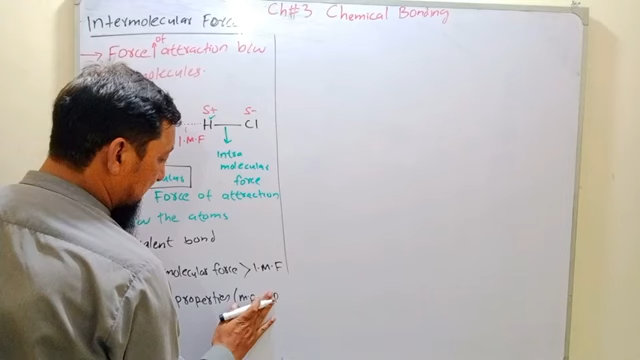 Ch#3 Chemical Bonding
Intermolecular Force
→ Force of attraction b/w
molecules.
δ+ δ-
H — Cl
I.M.F
Intra
molecular
force
Force of attraction
the atoms
bond
molecular force > I.M.F
properties (m.p